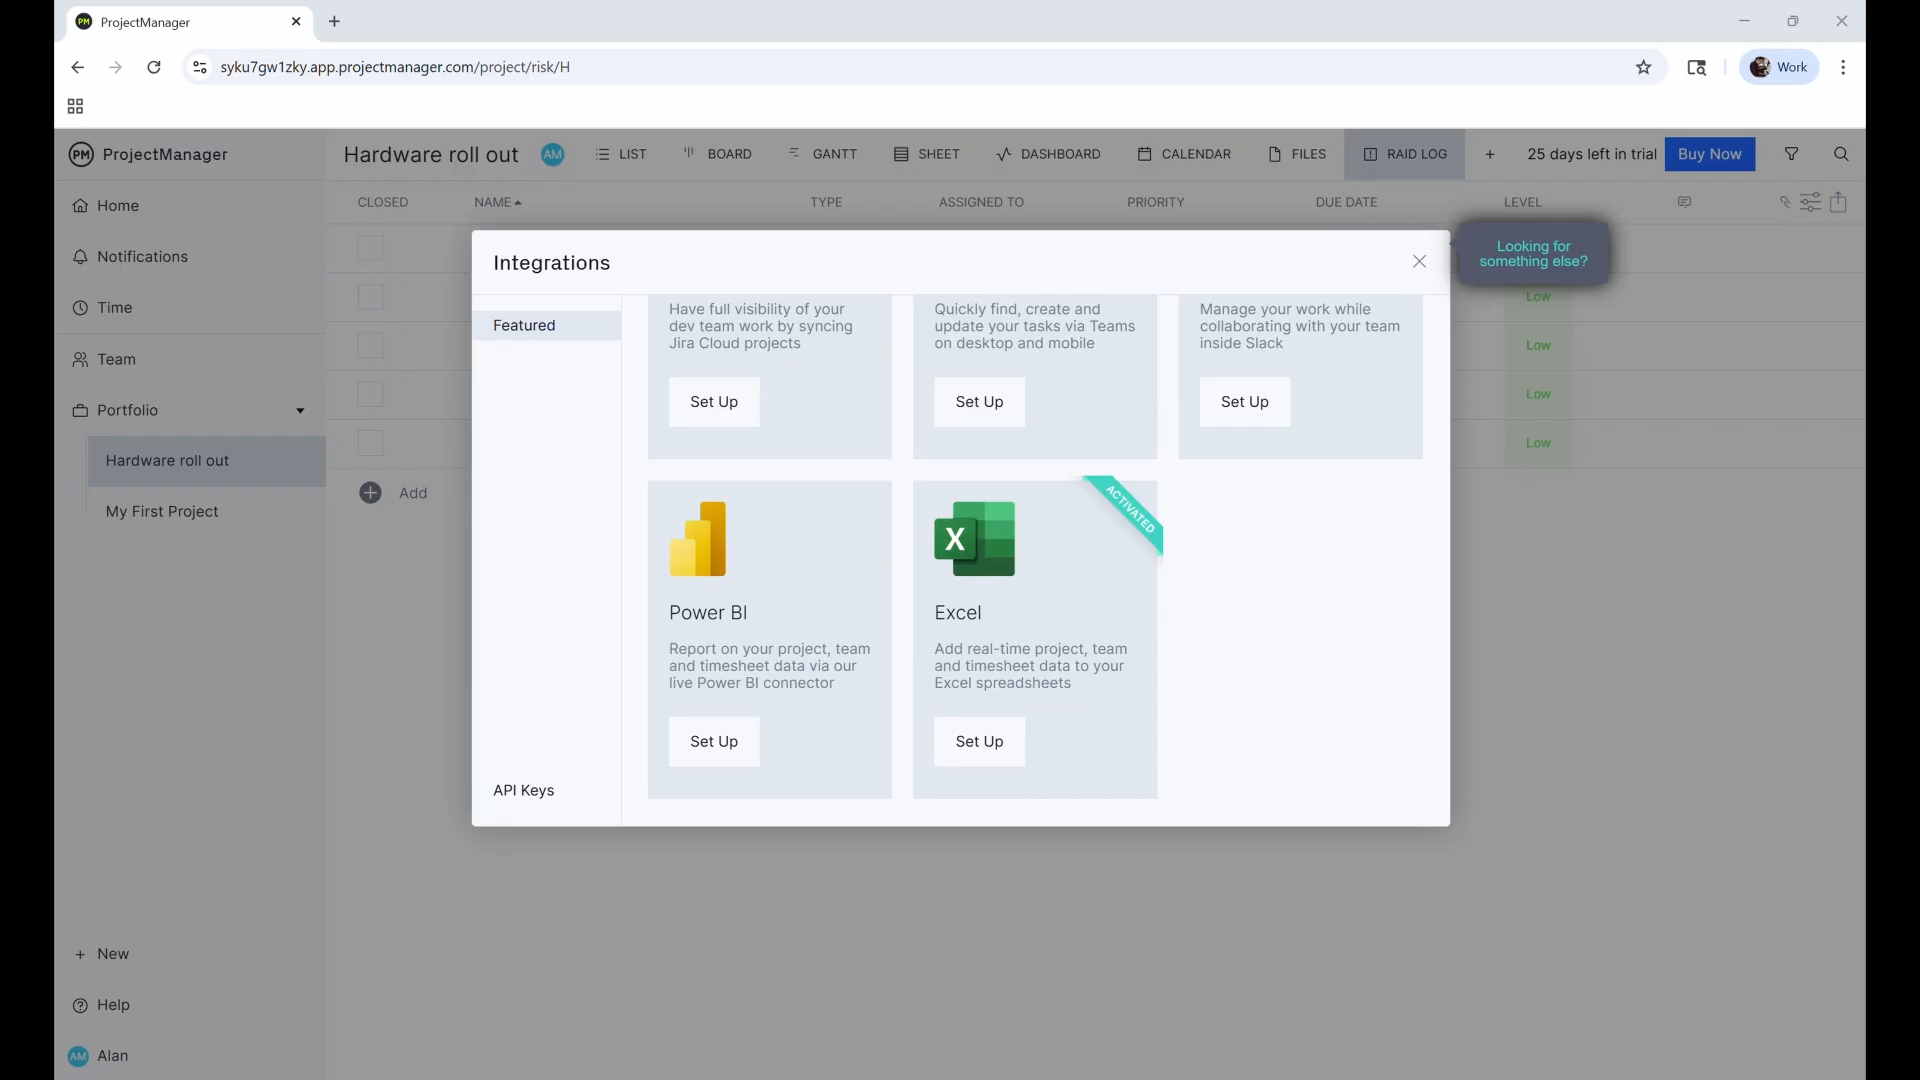 PM ProjectManager
syku7gw1zky.app.projectmanager.com/project/risk/H
Work
PM ProjectManager
Hardware roll out
AM
LIST
BOARD
GANTT
SHEET
DASHBOARD
CALENDAR
FILES
RAID LOG
25 days left in trial
Buy Now
Home
Notifications
Time
Team
Portfolio
Hardware roll out
My First Project
+ New
Help
AM Alan
CLOSED
NAME
TYPE
ASSIGNED TO
PRIORITY
DUE DATE
LEVEL
Low
Low
Low
Low
Add
Looking for
something else?
Integrations
Featured
API Keys
Have full visibility of your
dev team work by syncing
Jira Cloud projects
Set Up
Quickly find, create and
update your tasks via Teams
on desktop and mobile
Set Up
Manage your work while
collaborating with your team
inside Slack
Set Up
Power BI
Report on your project, team
and timesheet data via our
live Power BI connector
Set Up
ACTIVATED
X
Excel
Add real-time project, team
and timesheet data to your
Excel spreadsheets
Set Up